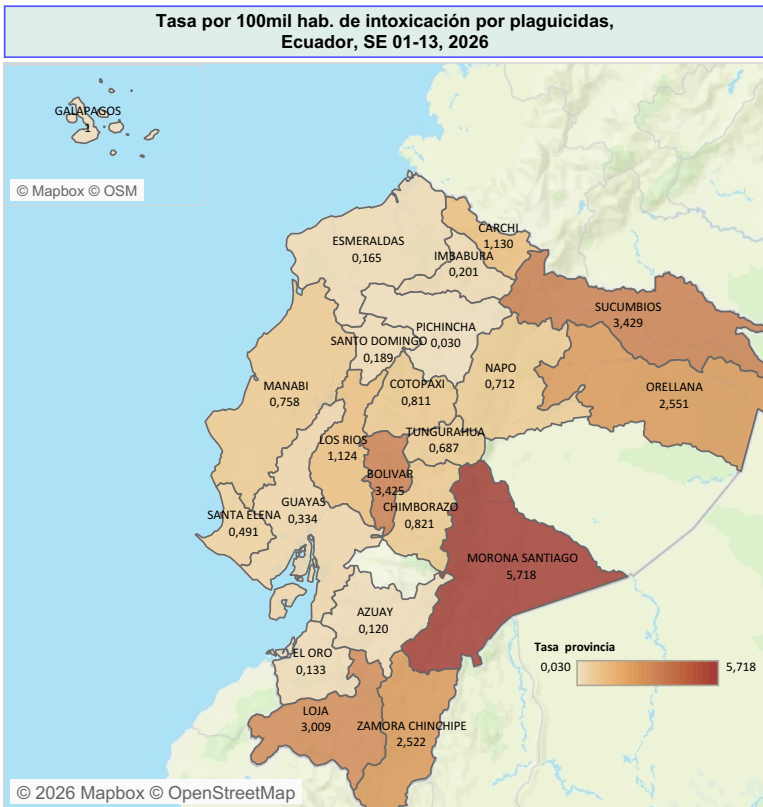 Tasa por 100mil hab. de intoxicación por plaguicidas,
Ecuador, SE 01-13, 2026
GALAPAGOS
1
© Mapbox © OSM
CARCHI
1,130
ESMERALDAS
0,165
IMBABURA
0,201
SUCUMBIOS
3,429
PICHINCHA
0,030
SANTO DOMINGO
0,189
NAPO
0,712
MANABI
0,758
COTOPAXI
0,811
ORELLANA
2,551
TUNGURAHUA
0,687
LOS RIOS
1,124
BOLIVAR
3,425
GUAYAS
0,334
CHIMBORAZO
0,821
SANTA ELENA
0,491
MORONA SANTIAGO
5,718
AZUAY
0,120
EL ORO
0,133
Tasa provincia
0,030
5,718
LOJA
3,009
ZAMORA CHINCHIPE
2,522
© 2026 Mapbox © OpenStreetMap